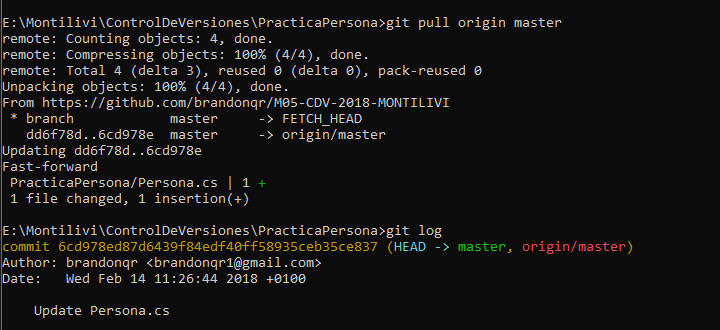 E:\Montilivi\ControlDeVersiones\PracticaPersona>git pull origin master
remote: Counting objects: 4, done.
remote: Compressing objects: 100% (4/4), done.
remote: Total 4 (delta 3), reused 0 (delta 0), pack-reused 0
Unpacking objects: 100% (4/4), done.
From https://github.com/brandonqr/M05-CDV-2018-MONTILIVI
 * branch            master     -> FETCH_HEAD
   dd6f78d..6cd978e  master     -> origin/master
Updating dd6f78d..6cd978e
Fast-forward
 PracticaPersona/Persona.cs | 1 +
 1 file changed, 1 insertion(+)
E:\Montilivi\ControlDeVersiones\PracticaPersona>git log
commit 6cd978ed87d6439f84edf40ff58935ceb35ce837 (HEAD -> master, origin/master)
Author: brandonqr <brandonqr1@gmail.com>
Date:   Wed Feb 14 11:26:44 2018 +0100
    Update Persona.cs